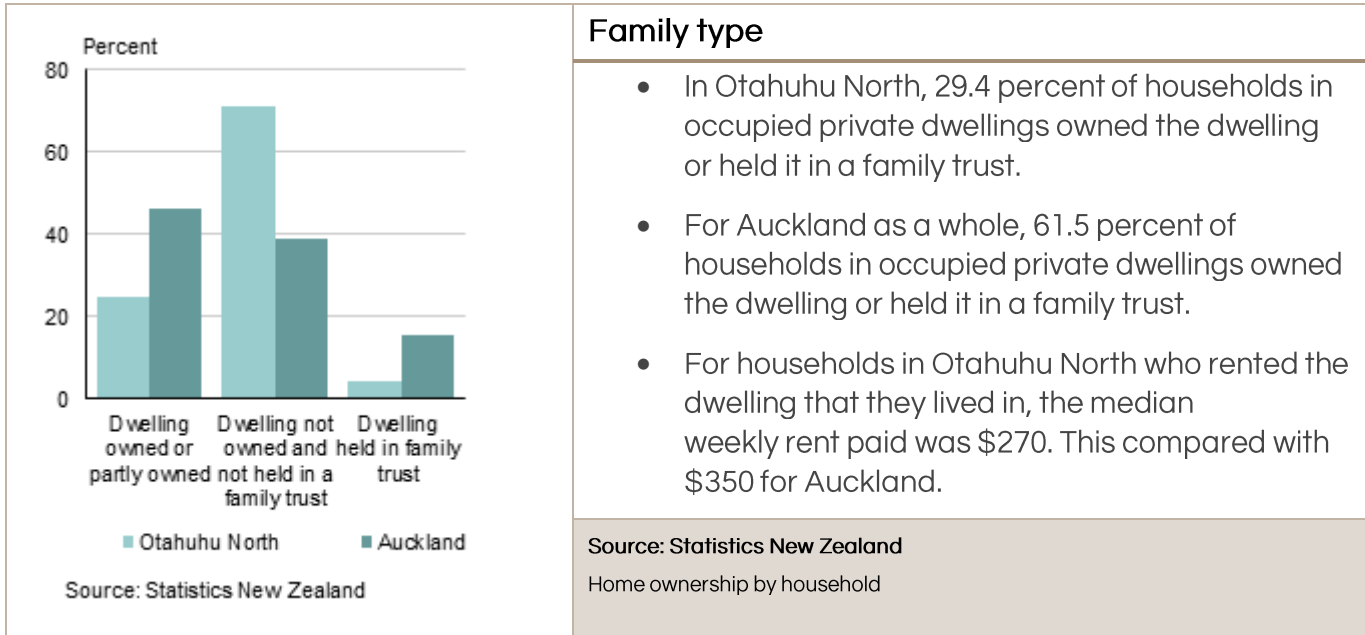 Percent
80
60
40
20
0
Dwelling owned or partly owned
Dwelling not owned and not held in a family trust
Dwelling held in family trust
Otahuhu North
Auckland
Source: Statistics New Zealand
Family type
• In Otahuhu North, 29.4 percent of households in
occupied private dwellings owned the dwelling
or held it in a family trust.
• For Auckland as a whole, 61.5 percent of
households in occupied private dwellings owned
the dwelling or held it in a family trust.
• For households in Otahuhu North who rented the
dwelling that they lived in, the median
weekly rent paid was $270. This compared with
$350 for Auckland.
Source: Statistics New Zealand
Home ownership by household